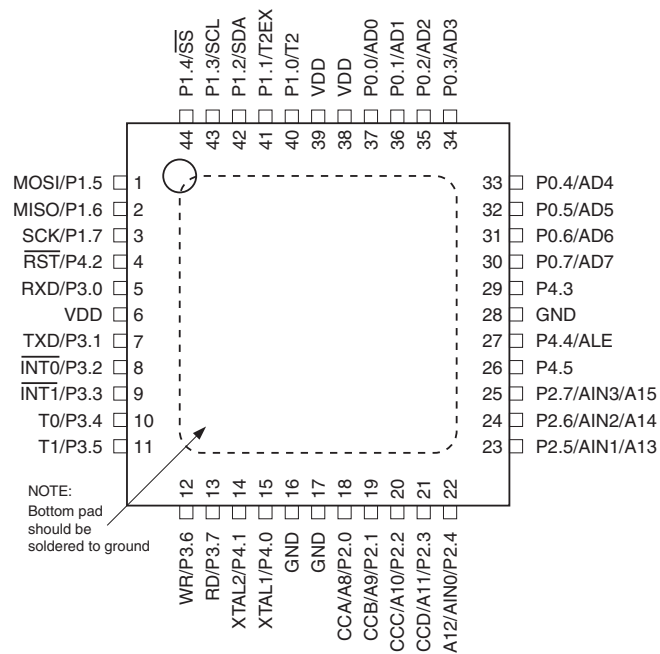 P1.4/S̅S̅
P1.3/SCL
P1.2/SDA
P1.1/T2EX
P1.0/T2
VDD
VDD
P0.0/AD0
P0.1/AD1
P0.2/AD2
P0.3/AD3
44
43
42
41
40
39
38
37
36
35
34
MOSI/P1.5 1
MISO/P1.6 2
SCK/P1.7 3
R̅S̅T̅/P4.2 4
RXD/P3.0 5
VDD 6
TXD/P3.1 7
I̅N̅T̅0̅/P3.2 8
I̅N̅T̅1̅/P3.3 9
T0/P3.4 10
T1/P3.5 11
33 P0.4/AD4
32 P0.5/AD5
31 P0.6/AD6
30 P0.7/AD7
29 P4.3
28 GND
27 P4.4/ALE
26 P4.5
25 P2.7/AIN3/A15
24 P2.6/AIN2/A14
23 P2.5/AIN1/A13
NOTE:
Bottom pad
should be
soldered to ground
12
13
14
15
16
17
18
19
20
21
22
WR/P3.6
RD/P3.7
XTAL2/P4.1
XTAL1/P4.0
GND
GND
CCA/A8/P2.0
CCB/A9/P2.1
CCC/A10/P2.2
CCD/A11/P2.3
A12/AIN0/P2.4